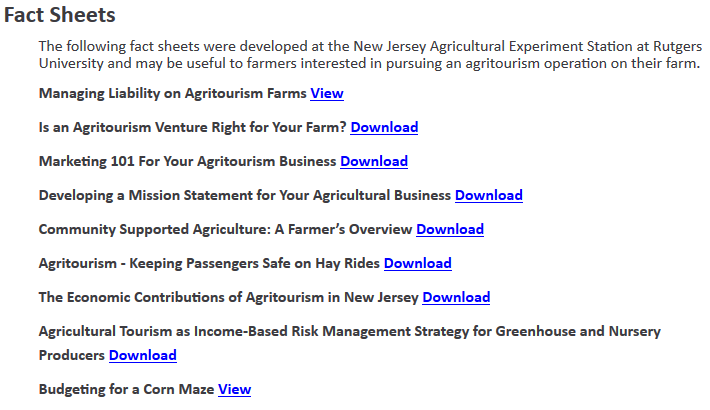 Fact Sheets
The following fact sheets were developed at the New Jersey Agricultural Experiment Station at Rutgers
University and may be useful to farmers interested in pursuing an agritourism operation on their farm.
Managing Liability on Agritourism Farms View
Is an Agritourism Venture Right for Your Farm? Download
Marketing 101 For Your Agritourism Business Download
Developing a Mission Statement for Your Agricultural Business Download
Community Supported Agriculture: A Farmer’s Overview Download
Agritourism - Keeping Passengers Safe on Hay Rides Download
The Economic Contributions of Agritourism in New Jersey Download
Agricultural Tourism as Income-Based Risk Management Strategy for Greenhouse and Nursery
Producers Download
Budgeting for a Corn Maze View